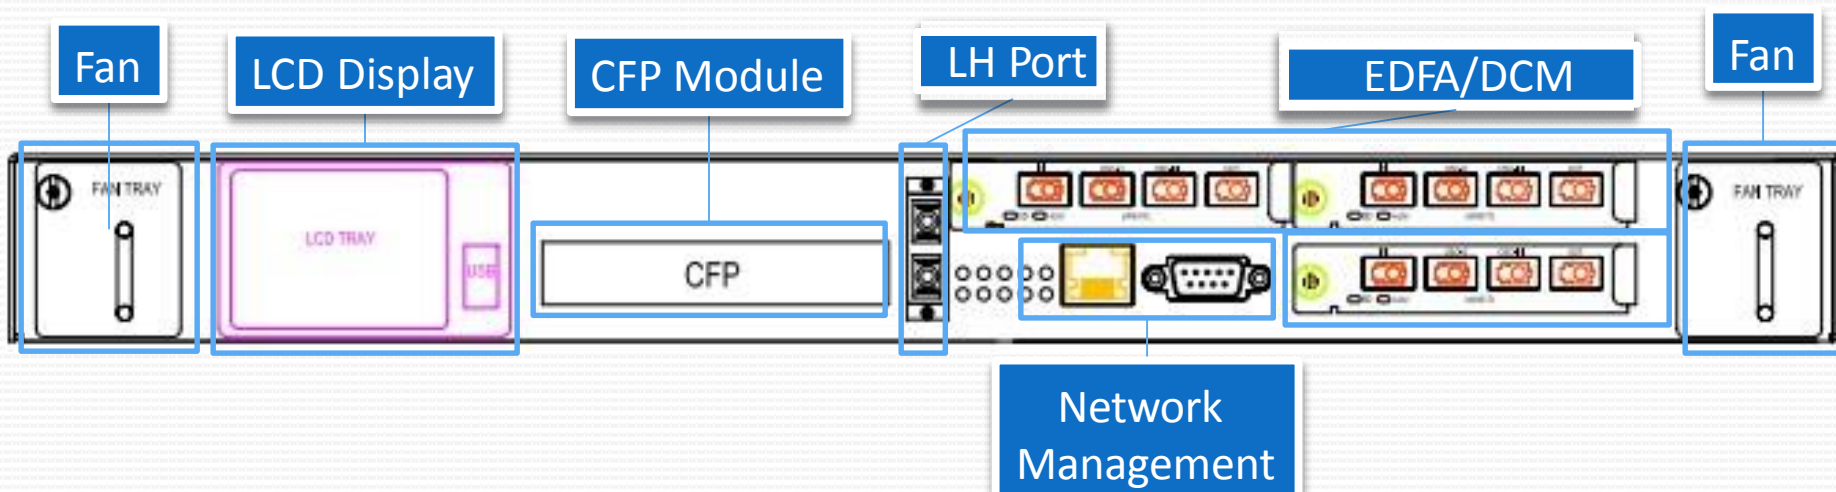 Fan
LCD Display
CFP Module
LH Port
EDFA/DCM
Fan
FAN TRAY
LCD TRAY
USB
CFP
FAN TRAY
Network
Management